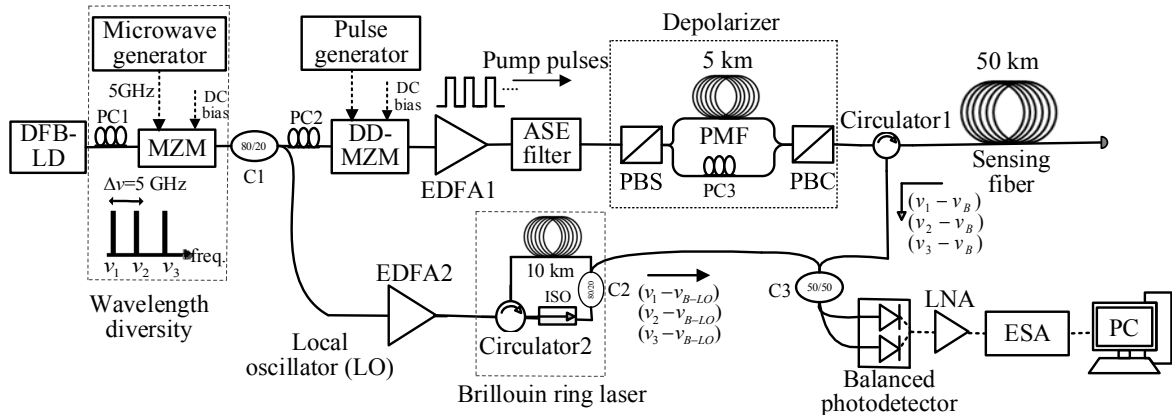 Microwave
generator
Pulse
generator
Depolarizer
5GHz
DC
bias
DC
bias
Pump pulses
5 km
50 km
PC1
PC2
DFB-
LD
MZM
80/20
C1
DD-
MZM
EDFA1
ASE
filter
PBS
PMF
PC3
PBC
Circulator1
Sensing
fiber
Δν=5 GHz
freq.
ν1 ν2 ν3
Wavelength
diversity
(ν1 − νB)
(ν2 − νB)
(ν3 − νB)
EDFA2
10 km
ISO
80/20
C2
Circulator2
(ν1 − νB−LO)
(ν2 − νB−LO)
(ν3 − νB−LO)
C3
50/50
LNA
ESA
PC
Local
oscillator (LO)
Brillouin ring laser
Balanced
photodetector